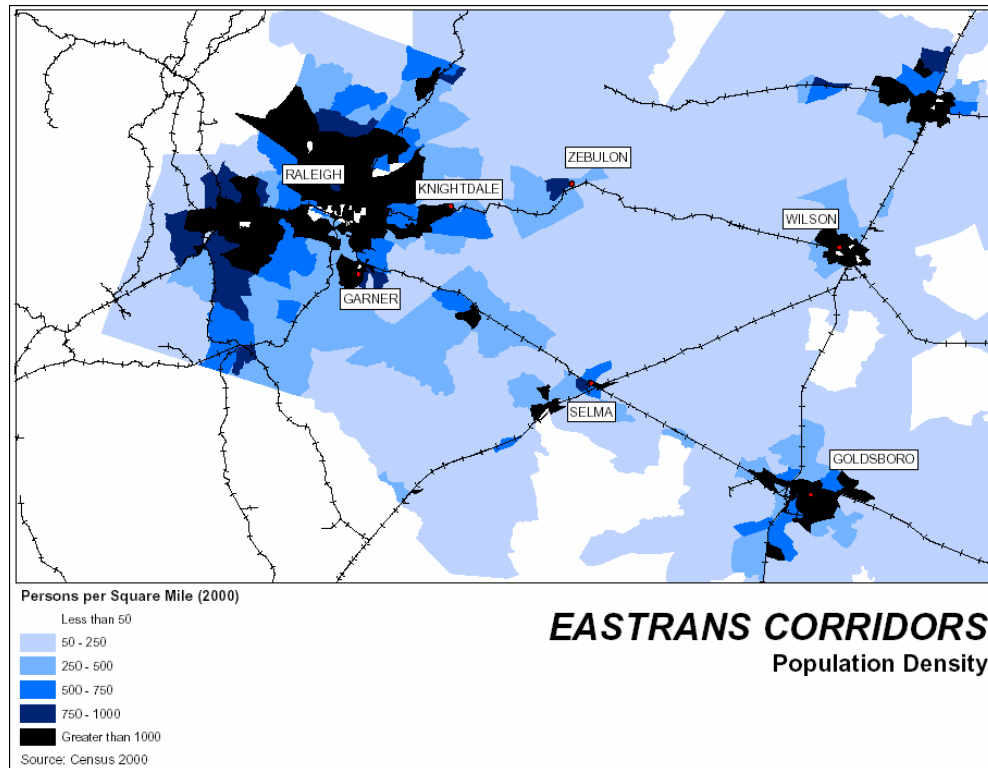 ZEBULON
RALEIGH
KNIGHTDALE
WILSON
GARNER
SELMA
GOLDSBORO
Persons per Square Mile (2000)
Less than 50
50 - 250
250 - 500
500 - 750
750 - 1000
Greater than 1000
Source: Census 2000
EASTRANS CORRIDORS
Population Density